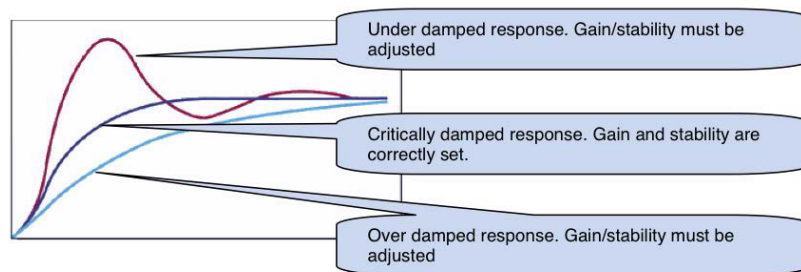 Under damped response. Gain/stability must be
adjusted
Critically damped response. Gain and stability are
correctly set.
Over damped response. Gain/stability must be
adjusted